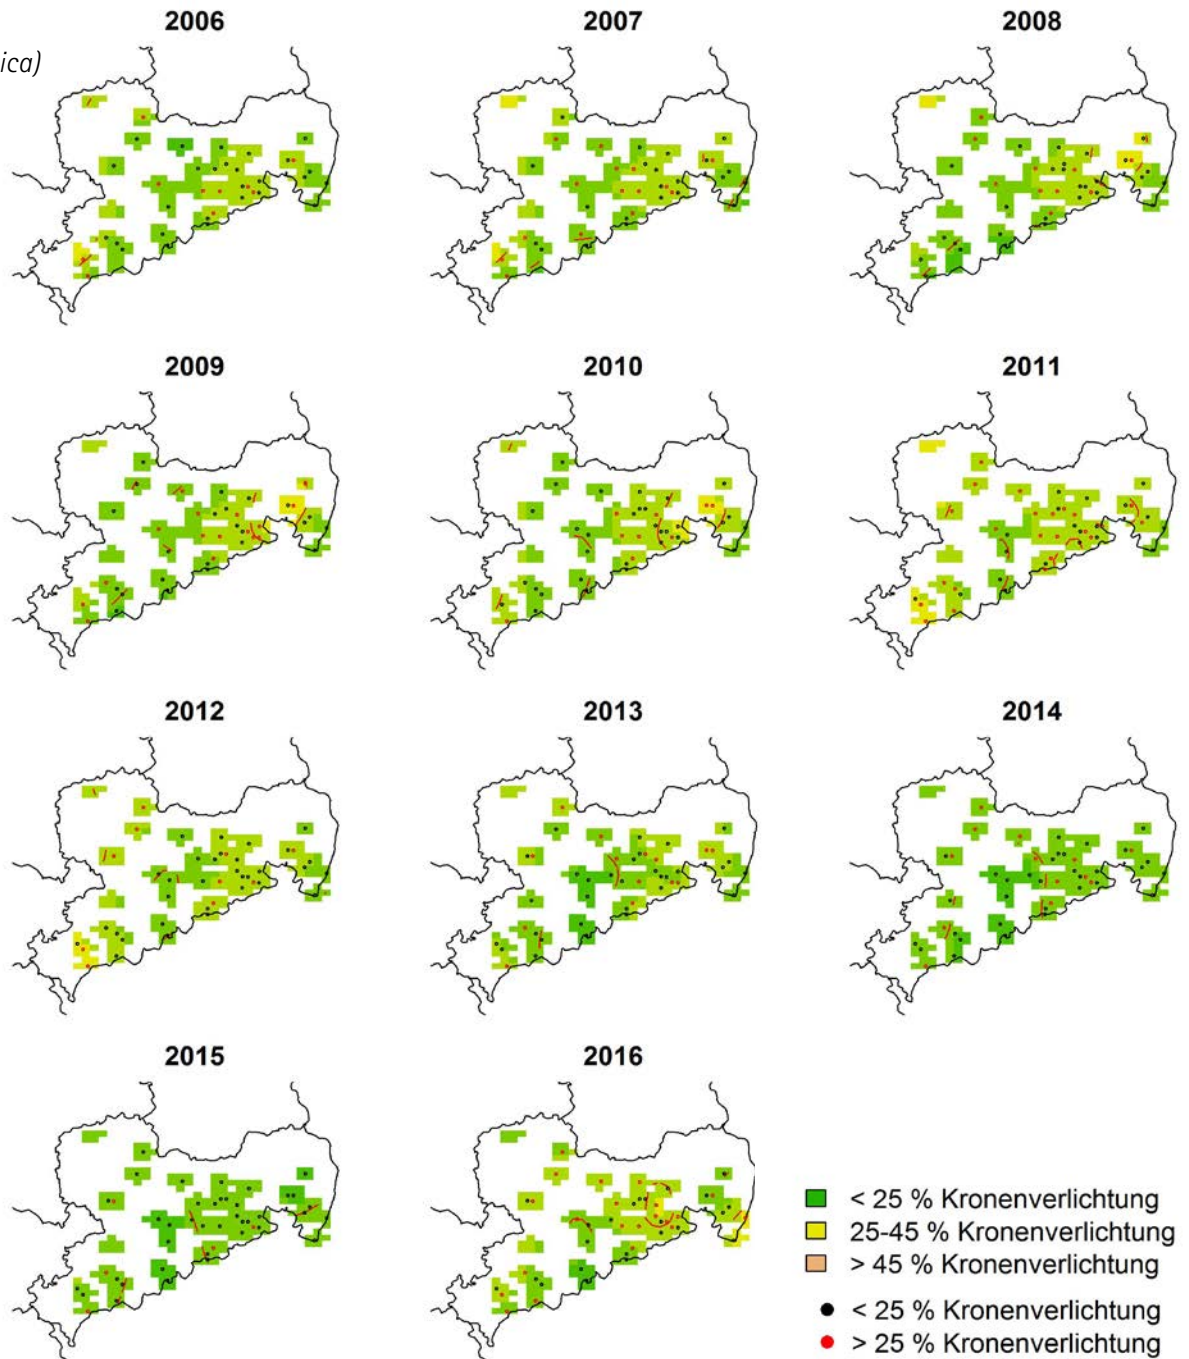 2006
2007
2008
ica)
2009
2010
2011
2012
2013
2014
2015
2016
< 25 % Kronenverlichtung
25-45 % Kronenverlichtung
> 45 % Kronenverlichtung
< 25 % Kronenverlichtung
> 25 % Kronenverlichtung